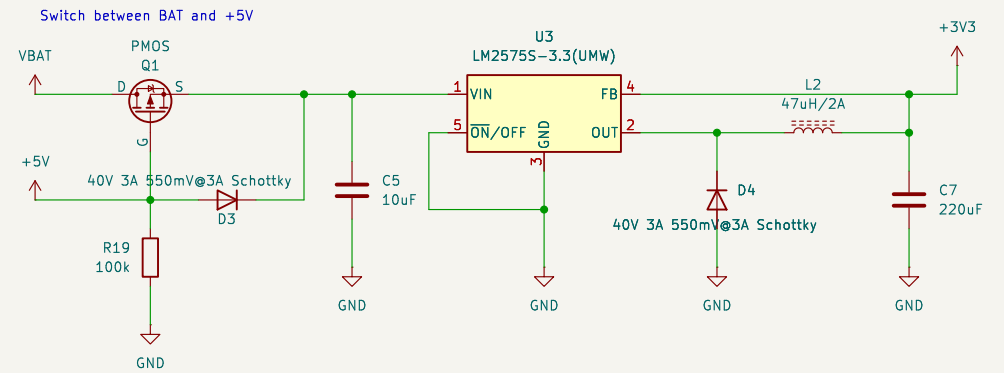 Switch between BAT and +5V
PMOS
Q1
VBAT
D
S
G
+5V
40V 3A 550mV@3A Schottky
D3
R19
100k
GND
C5
10uF
GND
U3
LM2575S-3.3(UMW)
1
VIN
4
FB
5
ON/OFF
GND
OUT
2
3
GND
L2
47uH/2A
+3V3
D4
40V 3A 550mV@3A Schottky
GND
C7
220uF
GND